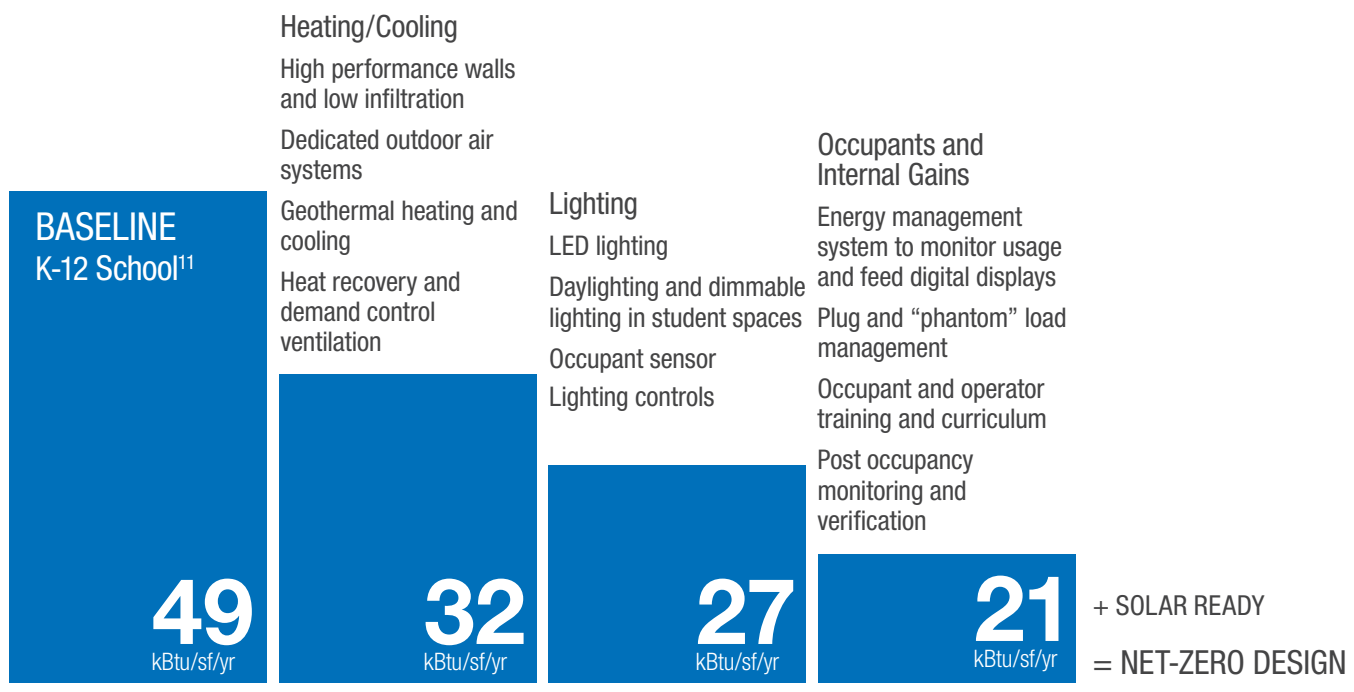 BASELINE
K-12 School11
49
kBtu/sf/yr
Heating/Cooling
High performance walls
and low infiltration
Dedicated outdoor air
systems
Geothermal heating and
cooling
Heat recovery and
demand control
ventilation
32
kBtu/sf/yr
Lighting
LED lighting
Daylighting and dimmable
lighting in student spaces
Occupant sensor
Lighting controls
27
kBtu/sf/yr
Occupants and
Internal Gains
Energy management
system to monitor usage
and feed digital displays
Plug and “phantom” load
management
Occupant and operator
training and curriculum
Post occupancy
monitoring and
verification
21
kBtu/sf/yr
+ SOLAR READY
= NET-ZERO DESIGN